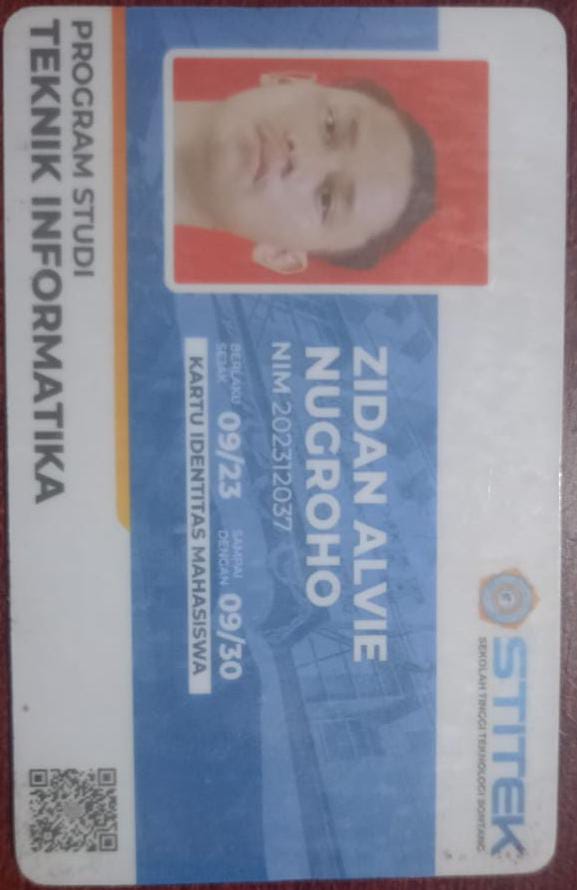 STITEK
SEKOLAH TINGGI TEKNOLOGI BONTANG
ZIDAN ALVIE
NUGROHO
NIM 202312037
BERLAKU SEJAK 09/23 SAMPAI DENGAN 09/30
KARTU IDENTITAS MAHASISWA
PROGRAM STUDI
TEKNIK INFORMATIKA